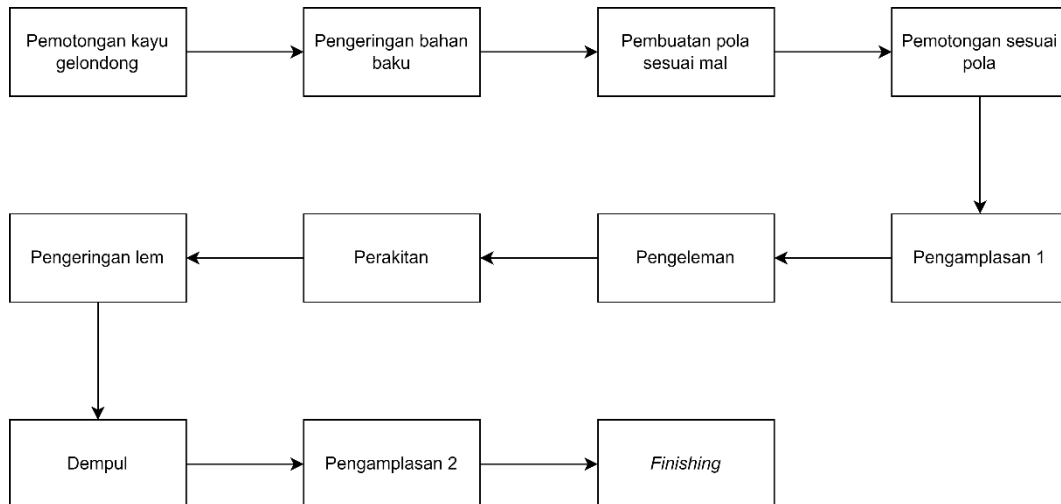 Pemotongan kayu
gelondong
Pengeringan bahan
baku
Pembuatan pola
sesuai mal
Pemotongan sesuai
pola
Pengamplasan 1
Pengeleman
Perakitan
Pengeringan lem
Dempul
Pengamplasan 2
Finishing